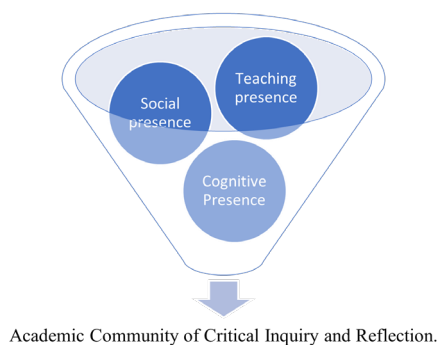 Teaching
presence
Social
presence
Cognitive
Presence
Academic Community of Critical Inquiry and Reflection.